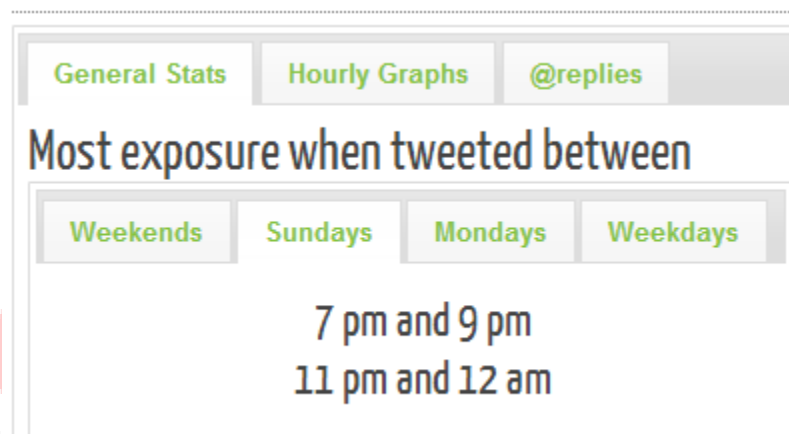 General Stats Hourly Graphs @replies
Most exposure when tweeted between
Weekends Sundays Mondays Weekdays
7 pm and 9 pm
11 pm and 12 am